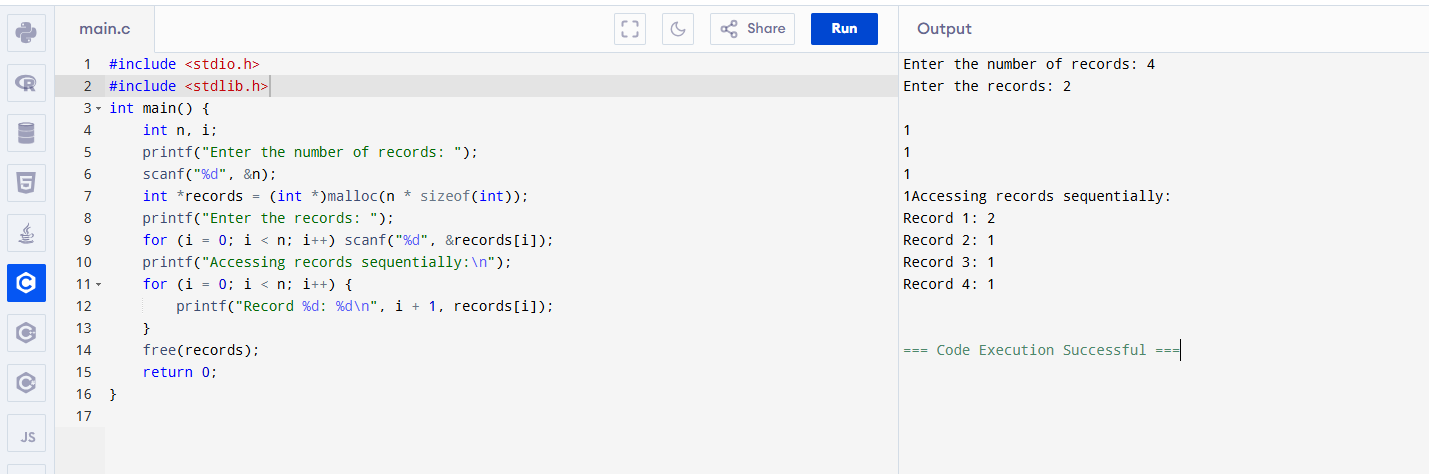 main.c
Share
Run
Output
1 #include <stdio.h>
2 #include <stdlib.h>
3 int main() {
4     int n, i;
5     printf("Enter the number of records: ");
6     scanf("%d", &n);
7     int *records = (int *)malloc(n * sizeof(int));
8     printf("Enter the records: ");
9     for (i = 0; i < n; i++) scanf("%d", &records[i]);
10     printf("Accessing records sequentially:\n");
11     for (i = 0; i < n; i++) {
12         printf("Record %d: %d\n", i + 1, records[i]);
13     }
14     free(records);
15     return 0;
16 }
17
Enter the number of records: 4
Enter the records: 2
1
1
1
1Accessing records sequentially:
Record 1: 2
Record 2: 1
Record 3: 1
Record 4: 1
=== Code Execution Successful ===
R
5
C
C
C
JS